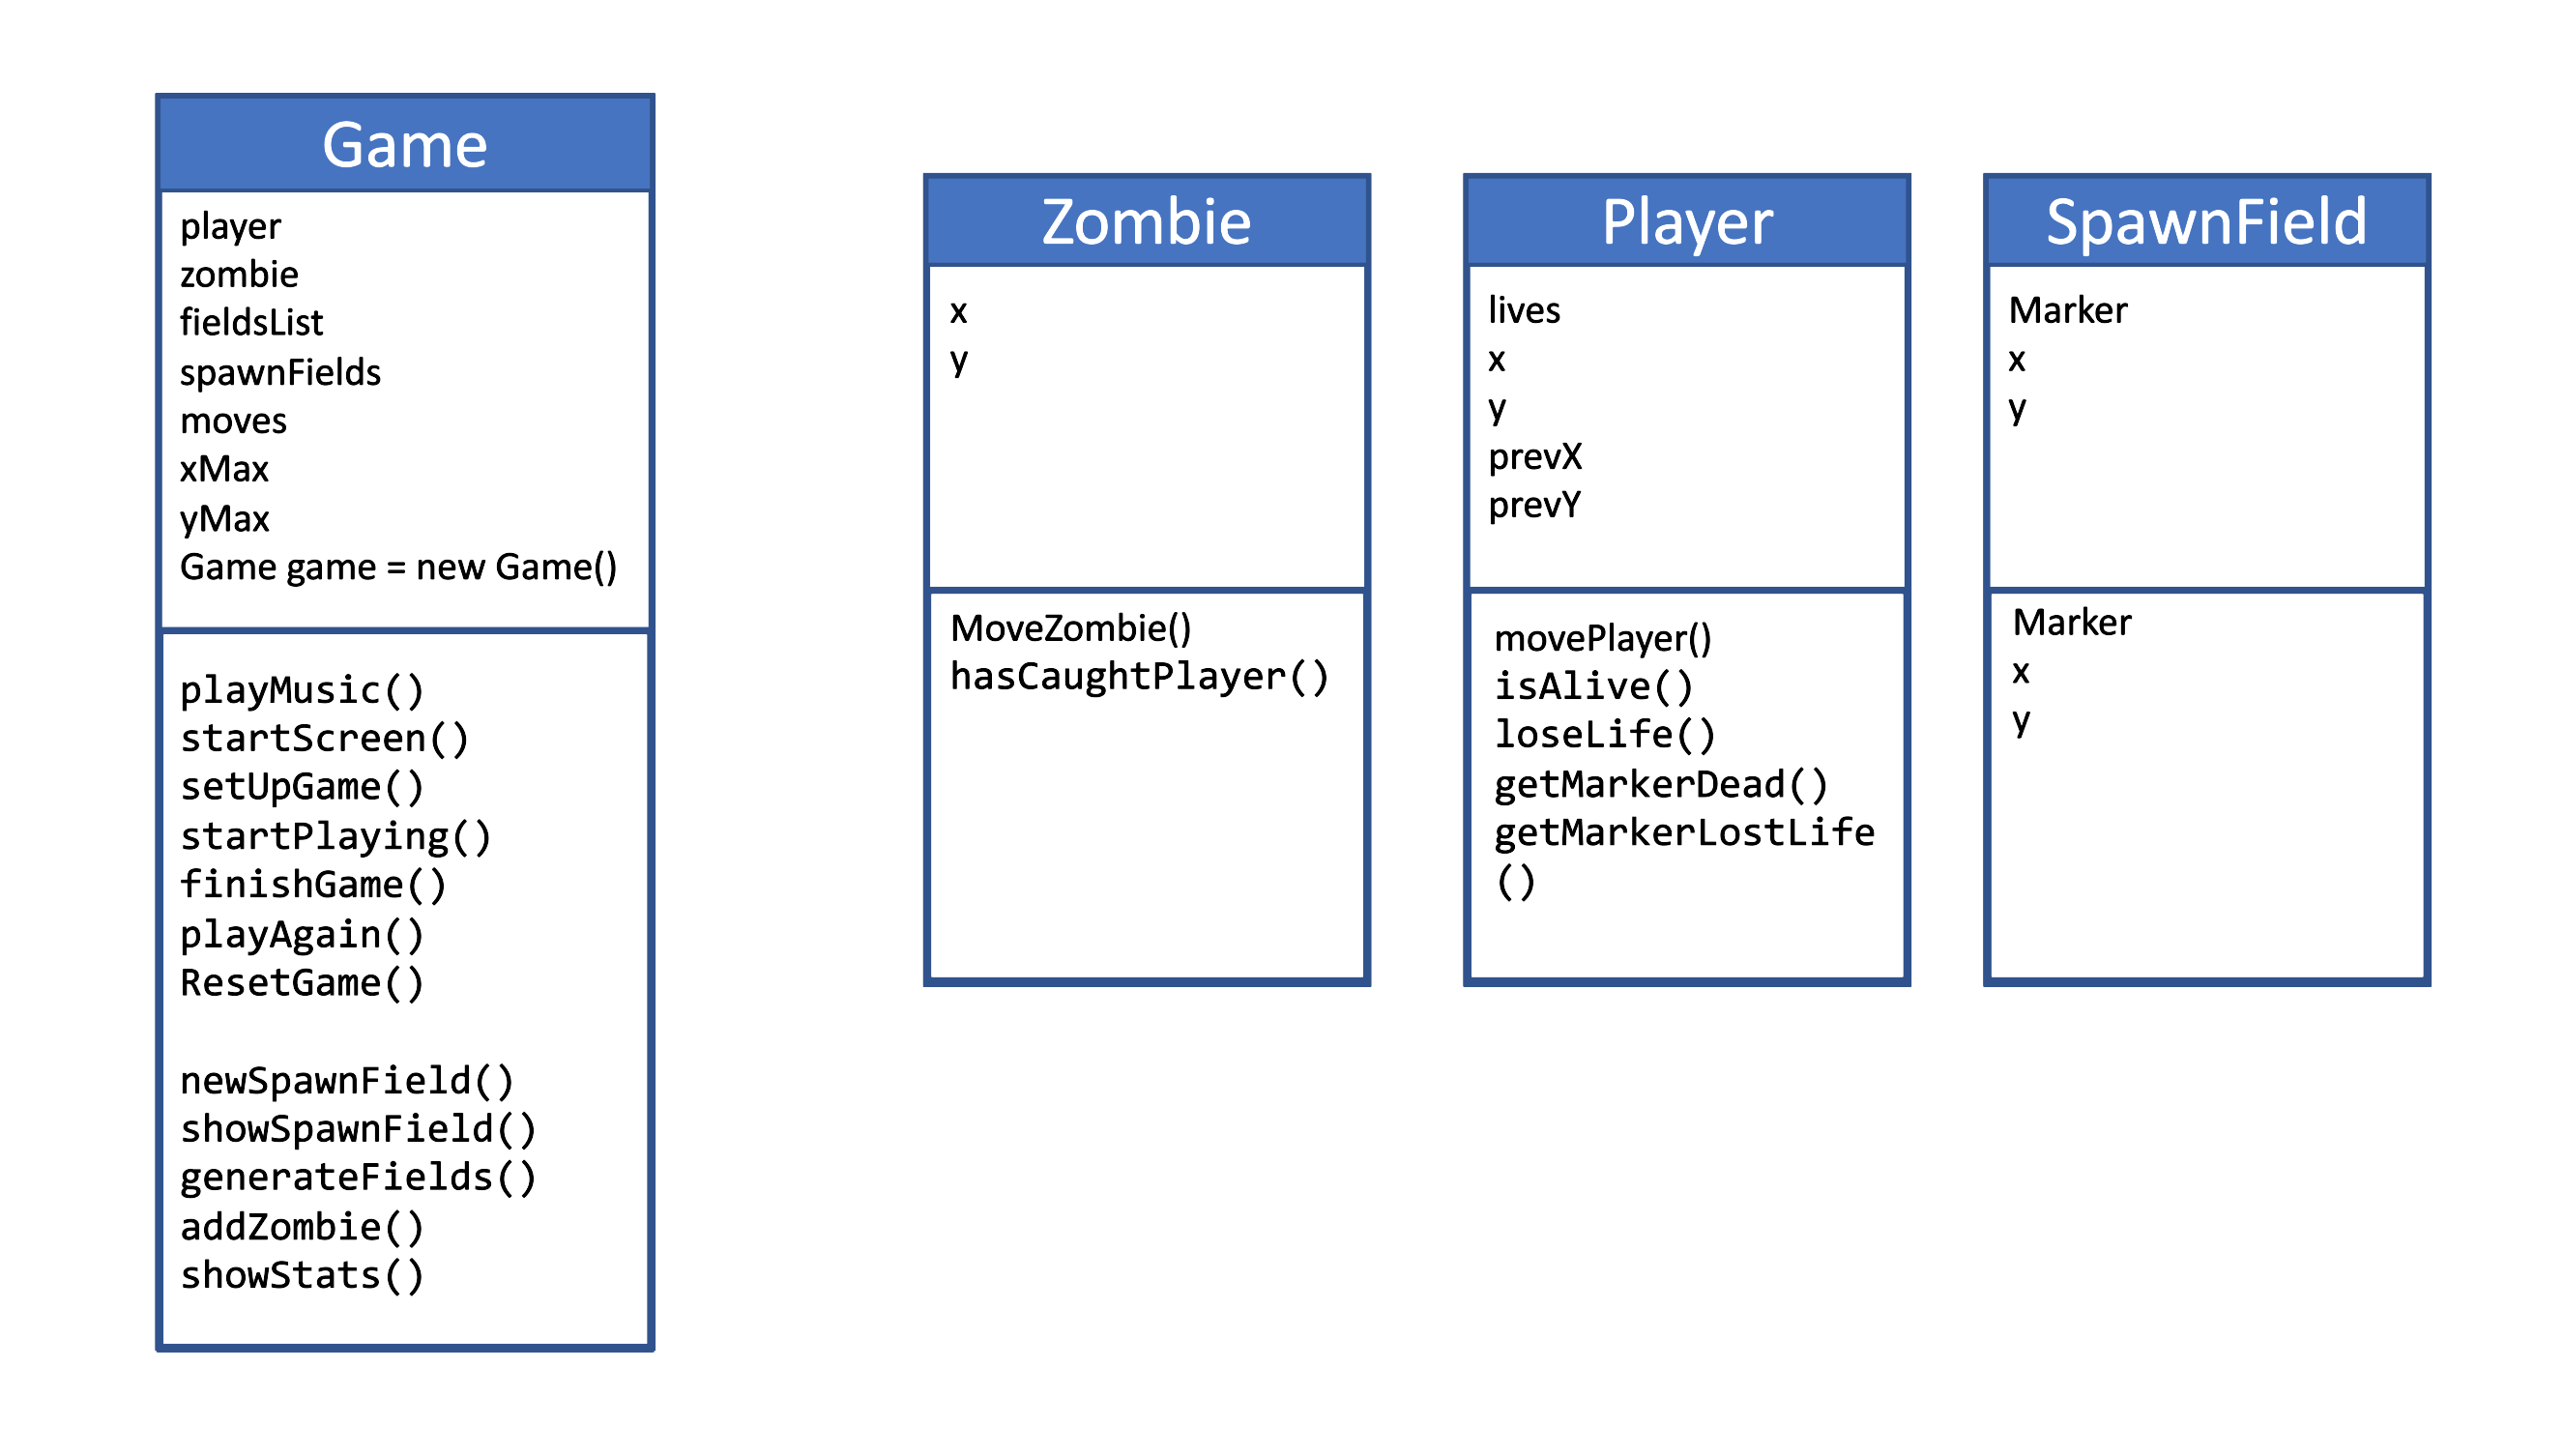 Game
player
zombie
fieldsList
spawnFields
moves
xMax
yMax
Game game = new Game()
playMusic()
startScreen()
setUpGame()
startPlaying()
finishGame()
playAgain()
ResetGame()
newSpawnField()
showSpawnField()
generateFields()
addZombie()
showStats()
Zombie
x
y
MoveZombie()
hasCaughtPlayer()
Player
lives
x
y
prevX
prevY
movePlayer()
isAlive()
loseLife()
getMarkerDead()
getMarkerLostLife
()
SpawnField
Marker
x
y
Marker
x
y